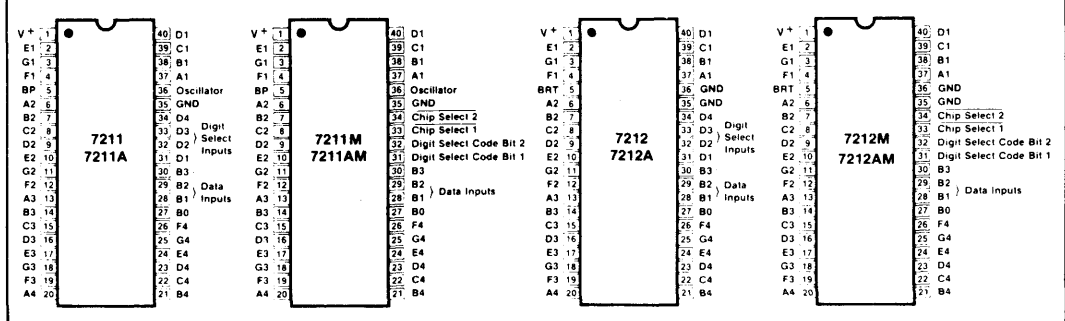 V+ 1 40 D1
E1 2 39 C1
G1 3 38 B1
F1 4 37 A1
BP 5 36 Oscillator
A2 6 35 GND
B2 7 34 D4
C2 8 33 D3
D2 9 32 D2
E2 10 31 D1
Digit
Select
Inputs
G2 11 30 B3
F2 12 29 B2
A3 13 28 B1
B3 14 27 B0
Data
Inputs
C3 15 26 F4
D3 16 25 G4
E3 17 24 E4
G3 18 23 D4
F3 19 22 C4
A4 20 21 B4
7211
7211A
V+ 1 40 D1
E1 2 39 C1
G1 3 38 B1
F1 4 37 A1
BP 5 36 Oscillator
A2 6 35 GND
B2 7 34 Chip Select 2
C2 8 33 Chip Select 1
D2 9 32 Digit Select Code Bit 2
E2 10 31 Digit Select Code Bit 1
G2 11 30 B3
F2 12 29 B2
A3 13 28 B1
B3 14 27 B0
Data Inputs
C3 15 26 F4
D3 16 25 G4
E3 17 24 E4
G3 18 23 D4
F3 19 22 C4
A4 20 21 B4
7211M
7211AM
V+ 1 40 D1
E1 2 39 C1
G1 3 38 B1
F1 4 37 A1
BRT 5 36 GND
A2 6 35 GND
B2 7 34 D4
C2 8 33 D3
D2 9 32 D2
E2 10 31 D1
Digit
Select
Inputs
G2 11 30 B3
F2 12 29 B2
A3 13 28 B1
B3 14 27 B0
Data
Inputs
C3 15 26 F4
D3 16 25 G4
E3 17 24 E4
G3 18 23 D4
F3 19 22 C4
A4 20 21 B4
7212
7212A
V+ 1 40 D1
E1 2 39 C1
G1 3 38 B1
F1 4 37 A1
BRT 5 36 GND
A2 6 35 GND
B2 7 34 Chip Select 2
C2 8 33 Chip Select 1
D2 9 32 Digit Select Code Bit 2
E2 10 31 Digit Select Code Bit 1
G2 11 30 B3
F2 12 29 B2
A3 13 28 B1
B3 14 27 B0
Data Inputs
C3 15 26 F4
D3 16 25 G4
E3 17 24 E4
G3 18 23 D4
F3 19 22 C4
A4 20 21 B4
7212M
7212AM